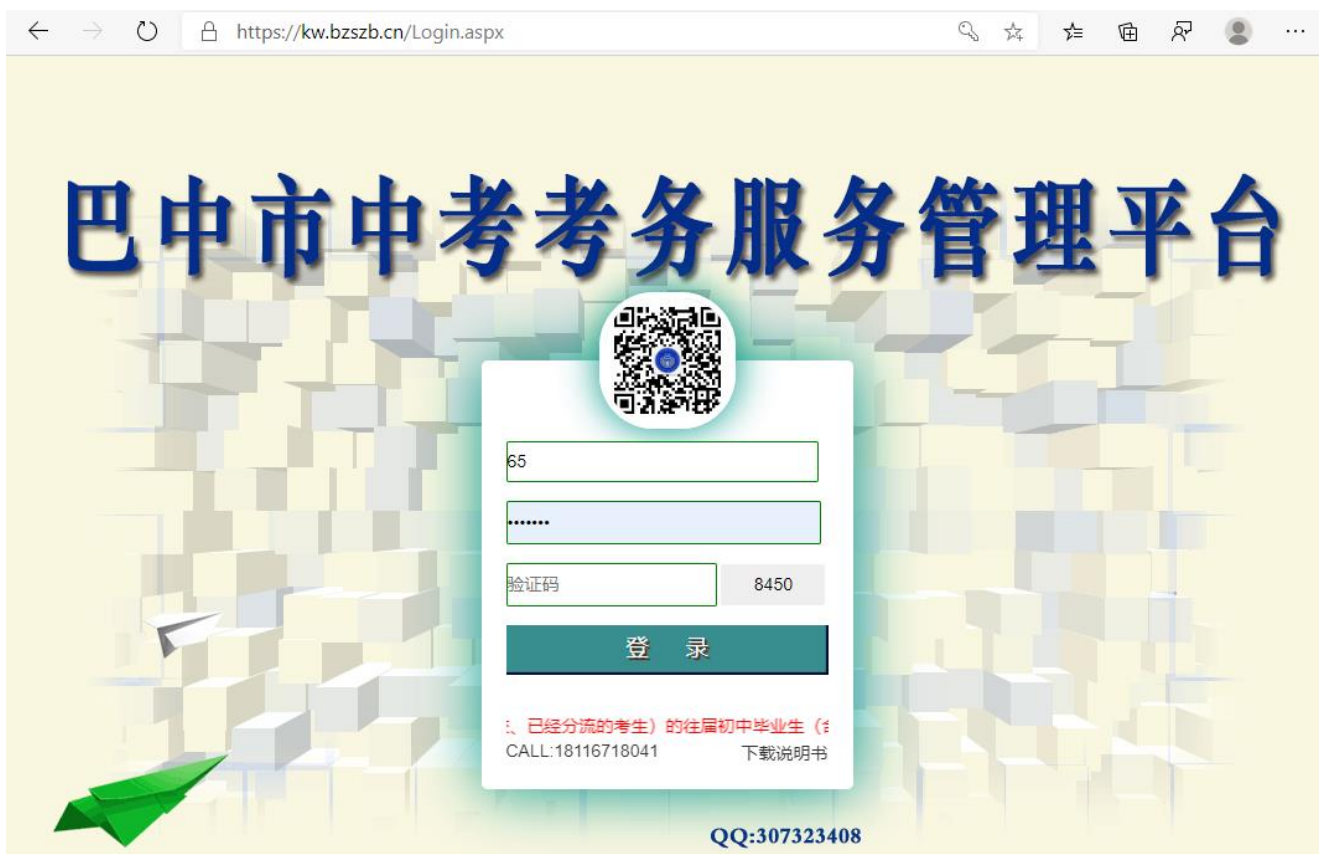 https://kw.bzszb.cn/Login.aspx
巴中市中考考务服务管理平台
65
•••••••
验证码
8450
登 录
、已经分流的考生）的往届初中毕业生（
CALL:18116718041
下载说明书
QQ:307323408